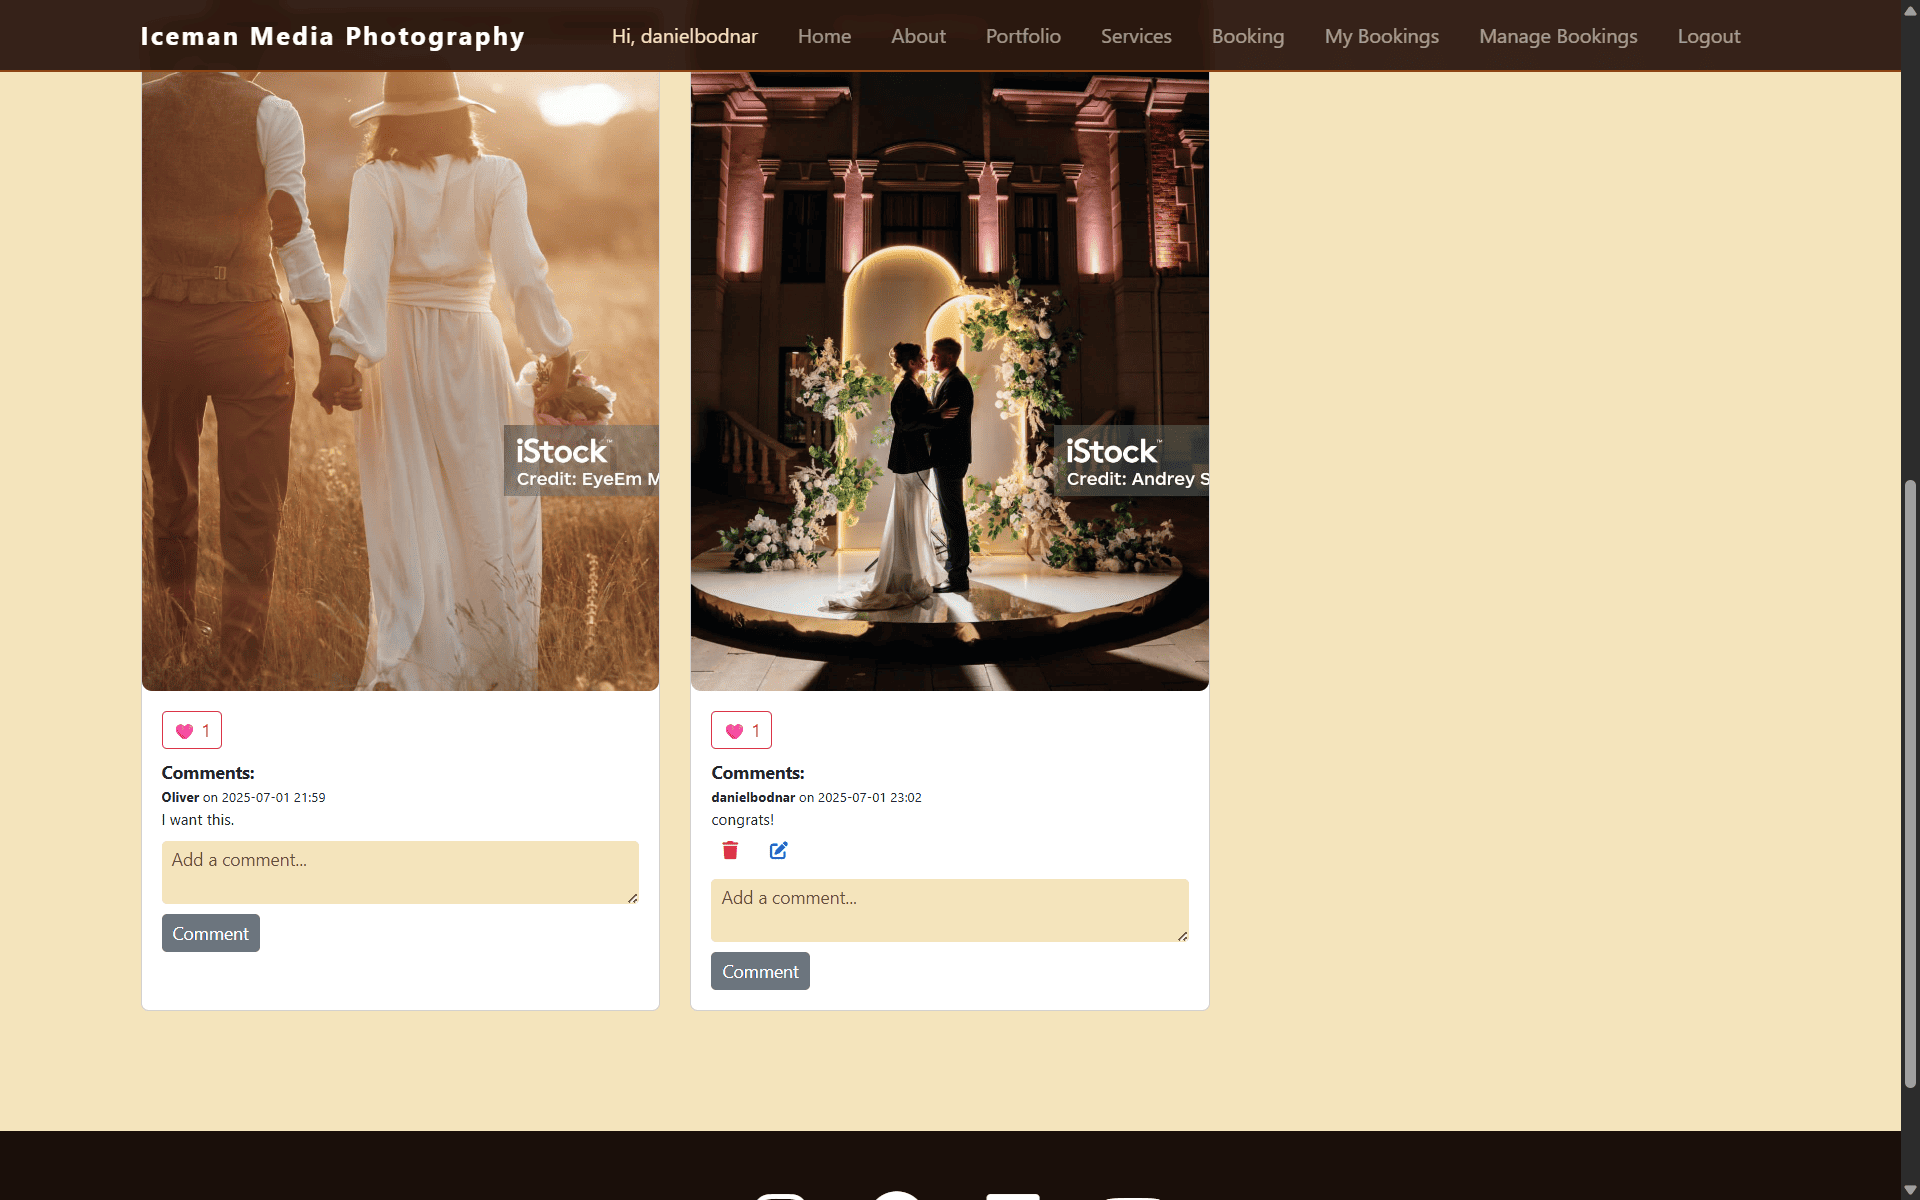 Iceman Media Photography
Hi, danielbodnar
Home
About
Portfolio
Services
Booking
My Bookings
Manage Bookings
Logout
iStock™
Credit: EyeEm M
iStock™
Credit: Andrey S
1
Comments:
Oliver on 2025-07-01 21:59
I want this.
Add a comment...
Comment
1
Comments:
danielbodnar on 2025-07-01 23:02
congrats!
Add a comment...
Comment